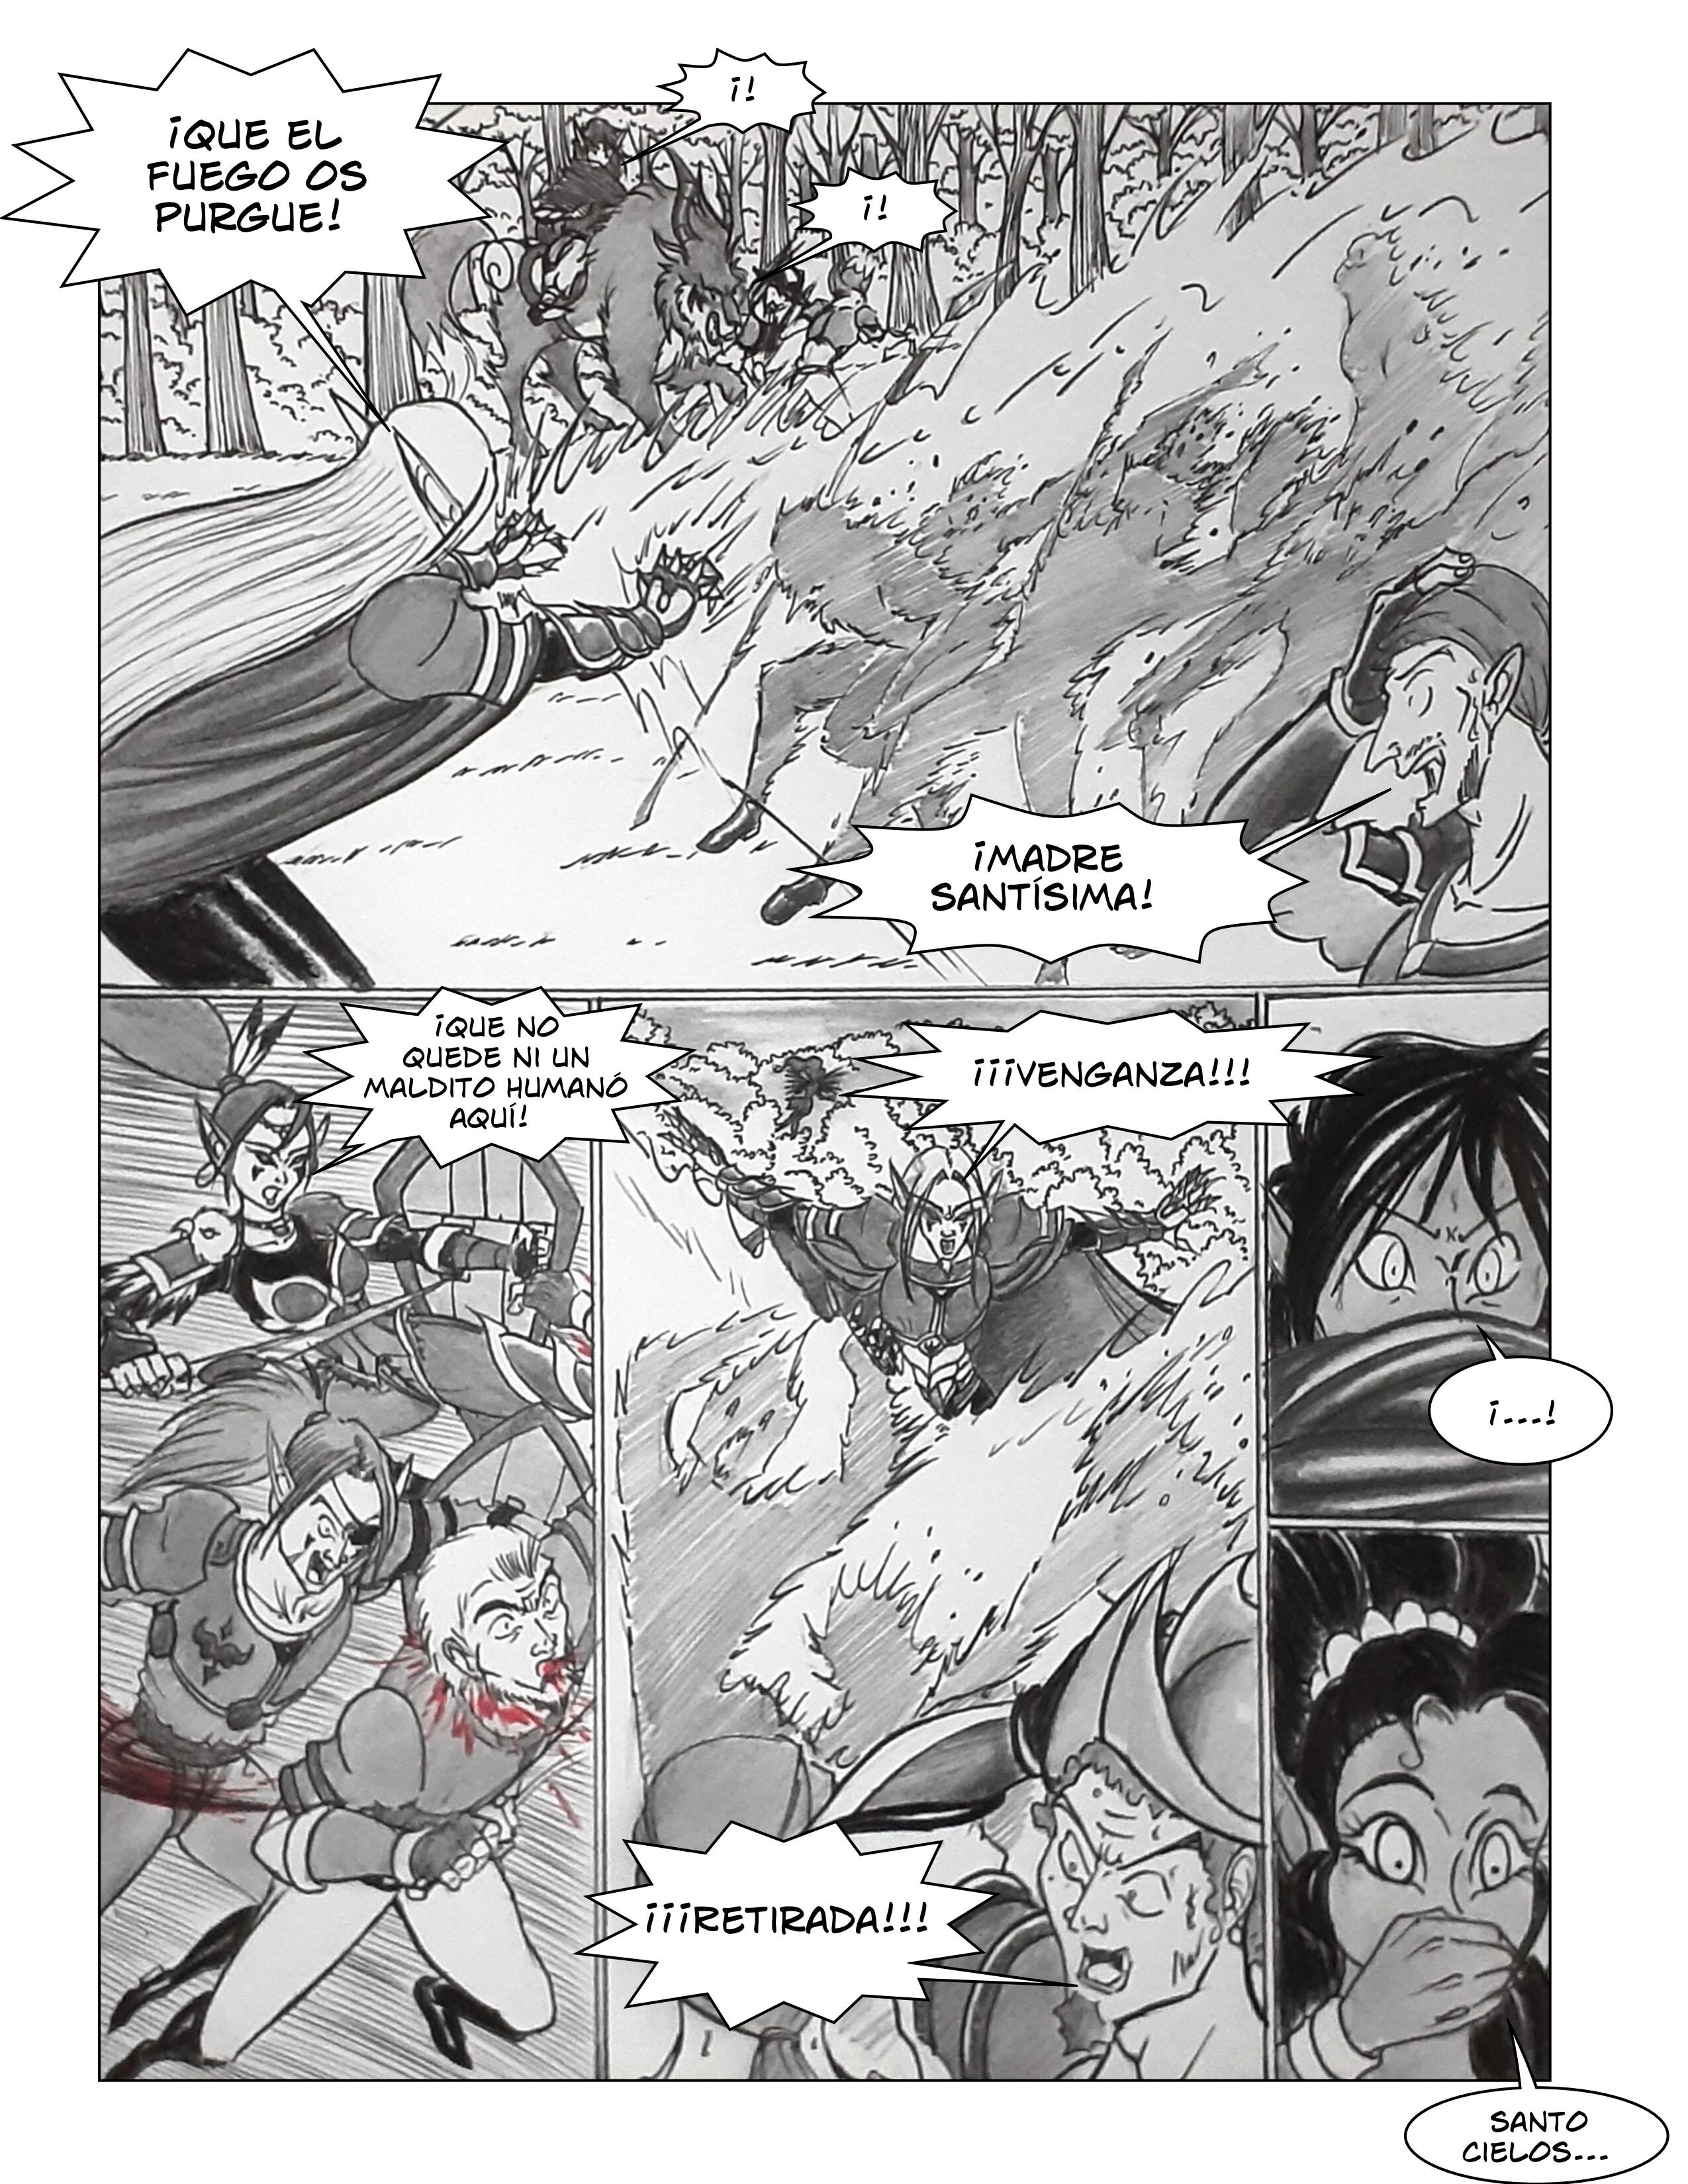 ¡QUE EL
FUEGO OS
PURGUE!
¡!
¡!
¡MADRE
SANTÍSIMA!
¡QUE NO
QUEDE NI UN
MALDITO HUMANÓ
AQUÍ!
¡¡¡VENGANZA!!!
¡¡¡RETIRADA!!!
¡...!
SANTO
CIELOS...